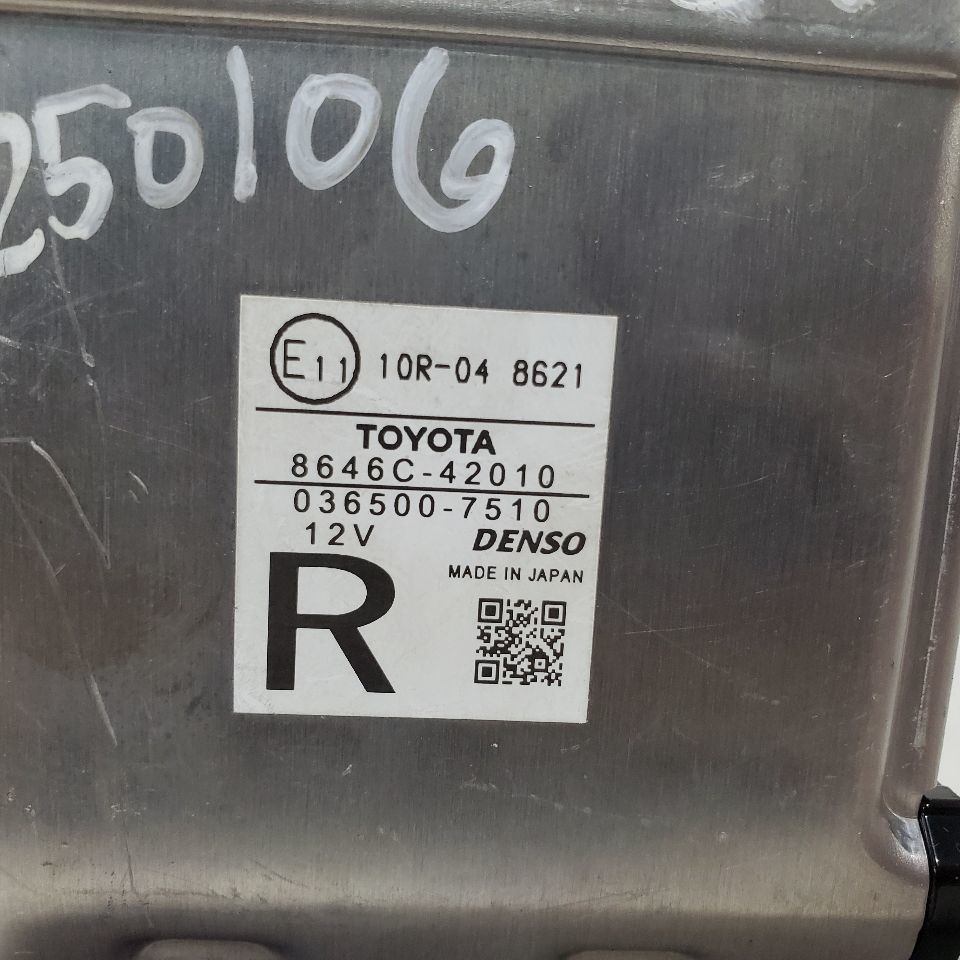 250106
E11 10R-04 8621
TOYOTA
8646C-42010
036500-7510
12V DENSO
MADE IN JAPAN
R